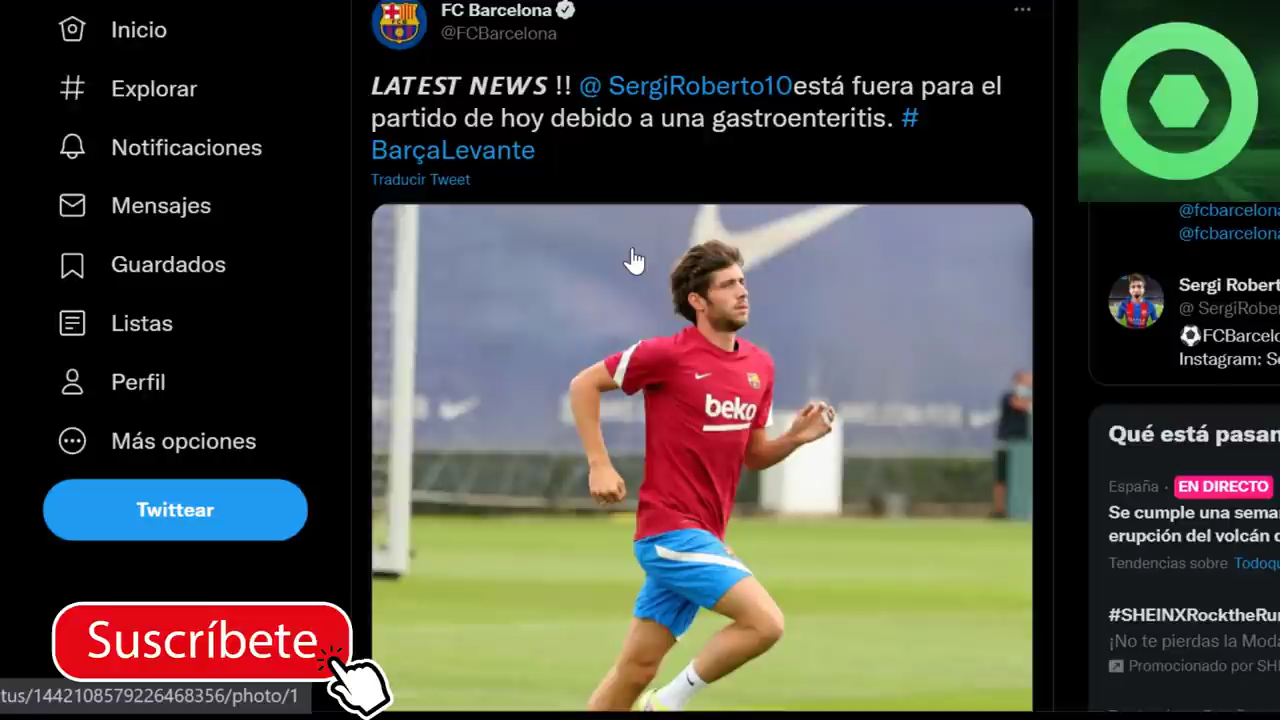 Inicio
Explorar
Notificaciones
Mensajes
Guardados
Listas
Perfil
Más opciones
Twittear
Suscríbete
tus/1442108579226468356/photo/1
FC Barcelona
@FCBarcelona
LATEST NEWS !! @ SergiRoberto10está fuera para el
partido de hoy debido a una gastroenteritis. #
BarçaLevante
Traducir Tweet
beko
@fcbarcelona
@fcbarcelona
Sergi Robert
@ SergiRober
FCBarcelo
Instagram: Se
Qué está pasan
España · EN DIRECTO
Se cumple una sema
erupción del volcán d
Tendencias sobre Todoqu
#SHEINXRocktheRu
¡No te pierdas la Moda
Promocionado por SHE